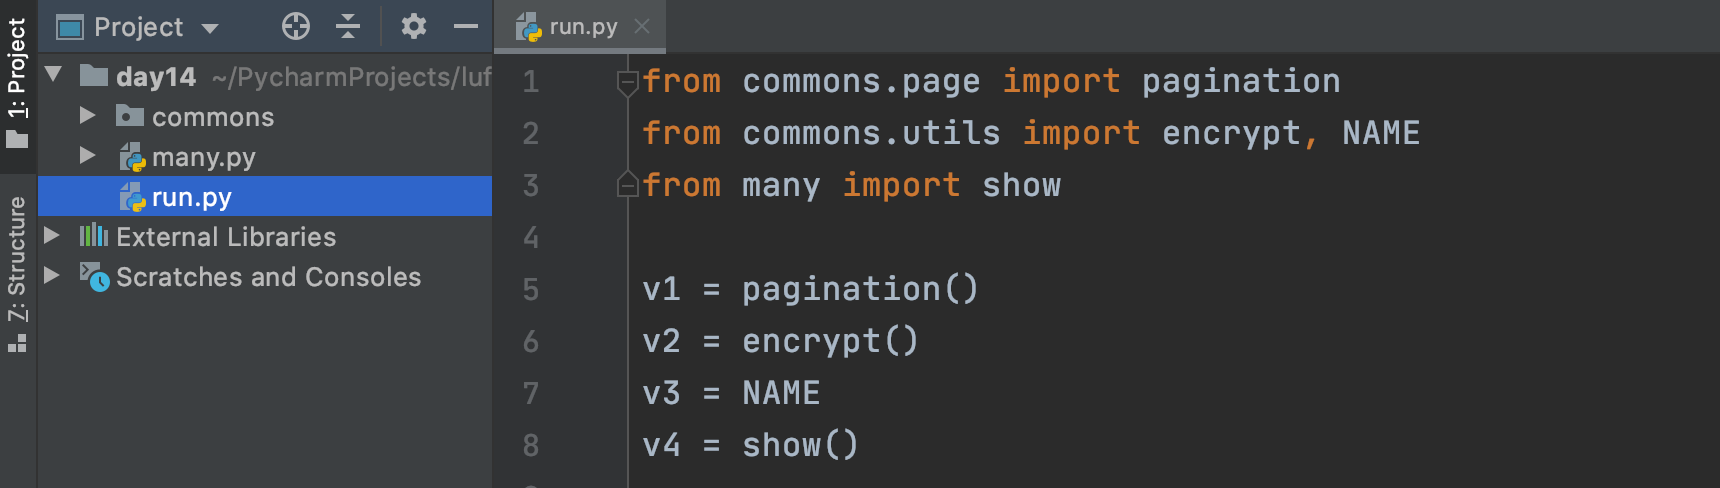 1: Project
7: Structure
Project
day14 ~/PycharmProjects/luf
commons
many.py
run.py
External Libraries
Scratches and Consoles
run.py
1 from commons.page import pagination
2 from commons.utils import encrypt, NAME
3 from many import show
4
5 v1 = pagination()
6 v2 = encrypt()
7 v3 = NAME
8 v4 = show()